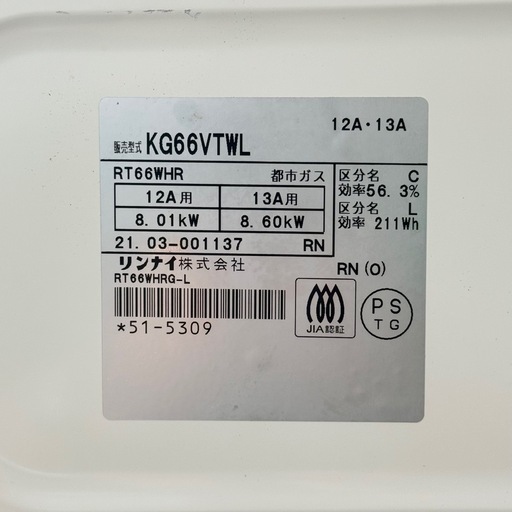 12A・13A
販売型式 KG66VTWL
RT66WHR 都市ガス
12A用 13A用
8.01kW 8.60kW
区分名 C
効率56.3%
区分名 L
効率 211Wh
21.03-001137 RN
リンナイ株式会社
RT66WHRG-L
RN(O)
*51-5309
JIA認証
PS
TG